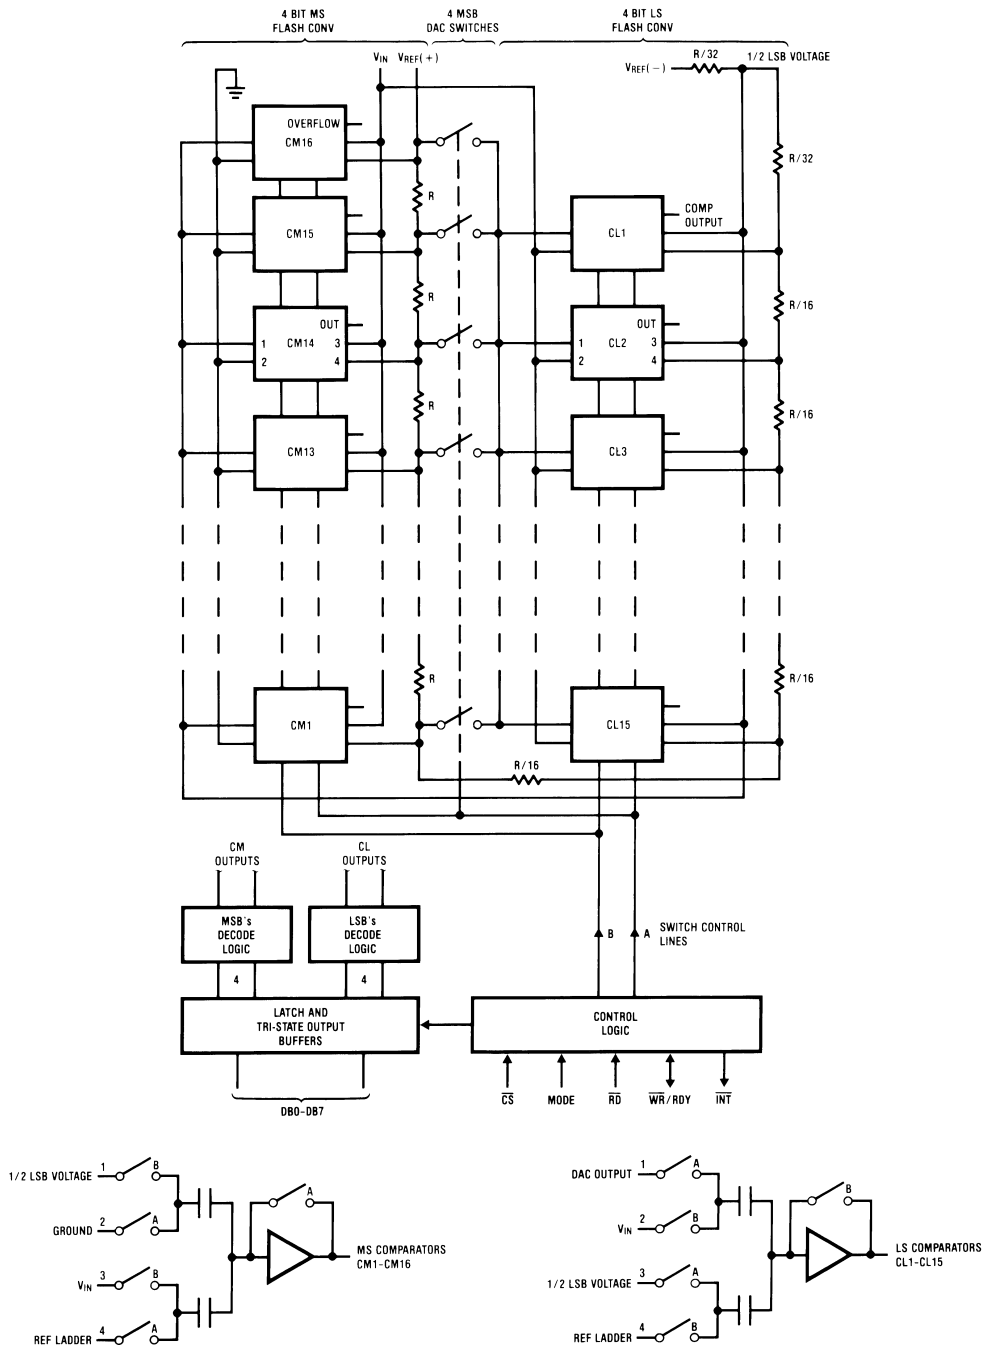 4 BIT MS
FLASH CONV
4 MSB
DAC SWITCHES
4 BIT LS
FLASH CONV
VIN
VREF(+)
VREF(−)
R/32
1/2 LSB VOLTAGE
OVERFLOW
CM16
R/32
R
CM15
CL1
COMP
OUTPUT
R
R/16
OUT
1 CM14 3
2 4
OUT
1 CL2 3
2 4
R
R/16
CM13
CL3
R
R/16
CM1
CL15
R/16
CM
OUTPUTS
CL
OUTPUTS
MSB's
DECODE
LOGIC
LSB's
DECODE
LOGIC
B
A
SWITCH CONTROL
LINES
4
4
LATCH AND
TRI-STATE OUTPUT
BUFFERS
CONTROL
LOGIC
CS
MODE
RD
WR/RDY
INT
DB0-DB7
1/2 LSB VOLTAGE 1 B
A
GROUND 2 A
MS COMPARATORS
CM1-CM16
VIN 3 B
REF LADDER 4 A
DAC OUTPUT 1 A
B
VIN 2 B
LS COMPARATORS
CL1-CL15
1/2 LSB VOLTAGE 3 A
REF LADDER 4 B